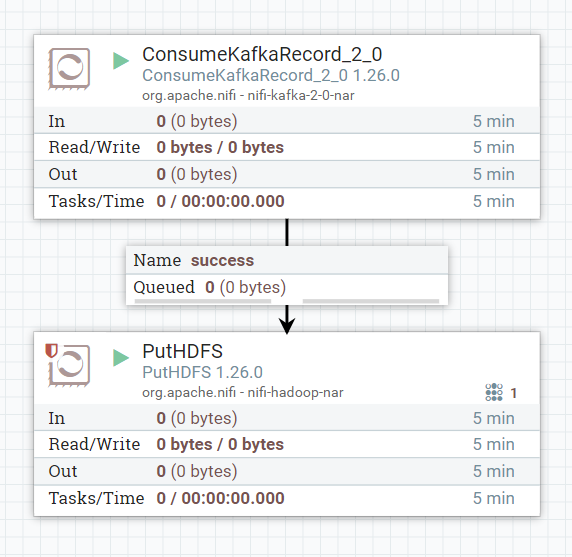 ConsumeKafkaRecord_2_0
ConsumeKafkaRecord_2_0 1.26.0
org.apache.nifi - nifi-kafka-2-0-nar
In 0 (0 bytes) 5 min
Read/Write 0 bytes / 0 bytes 5 min
Out 0 (0 bytes) 5 min
Tasks/Time 0 / 00:00:00.000 5 min
Name success
Queued 0 (0 bytes)
PutHDFS
PutHDFS 1.26.0
org.apache.nifi - nifi-hadoop-nar 1
In 0 (0 bytes) 5 min
Read/Write 0 bytes / 0 bytes 5 min
Out 0 (0 bytes) 5 min
Tasks/Time 0 / 00:00:00.000 5 min